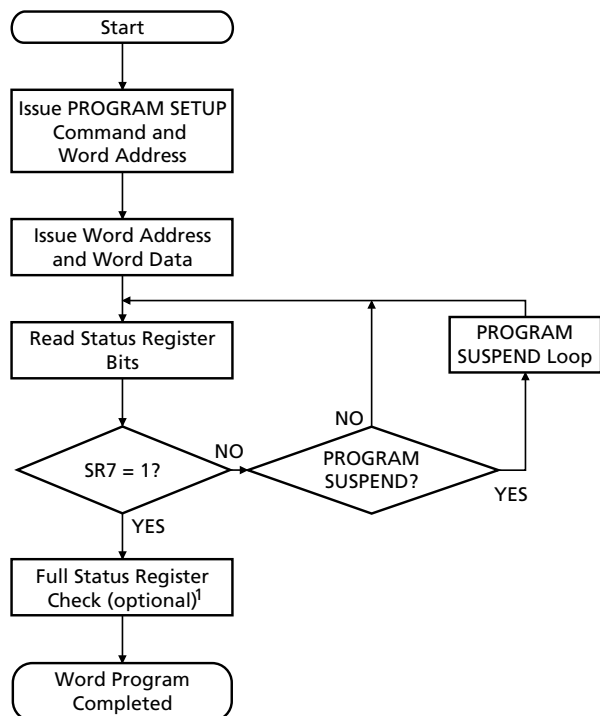 Start
Issue PROGRAM SETUP
Command and
Word Address
Issue Word Address
and Word Data
Read Status Register
Bits
PROGRAM
SUSPEND Loop
SR7 = 1?
NO
PROGRAM
SUSPEND?
NO
YES
YES
Full Status Register
Check (optional)1
Word Program
Completed